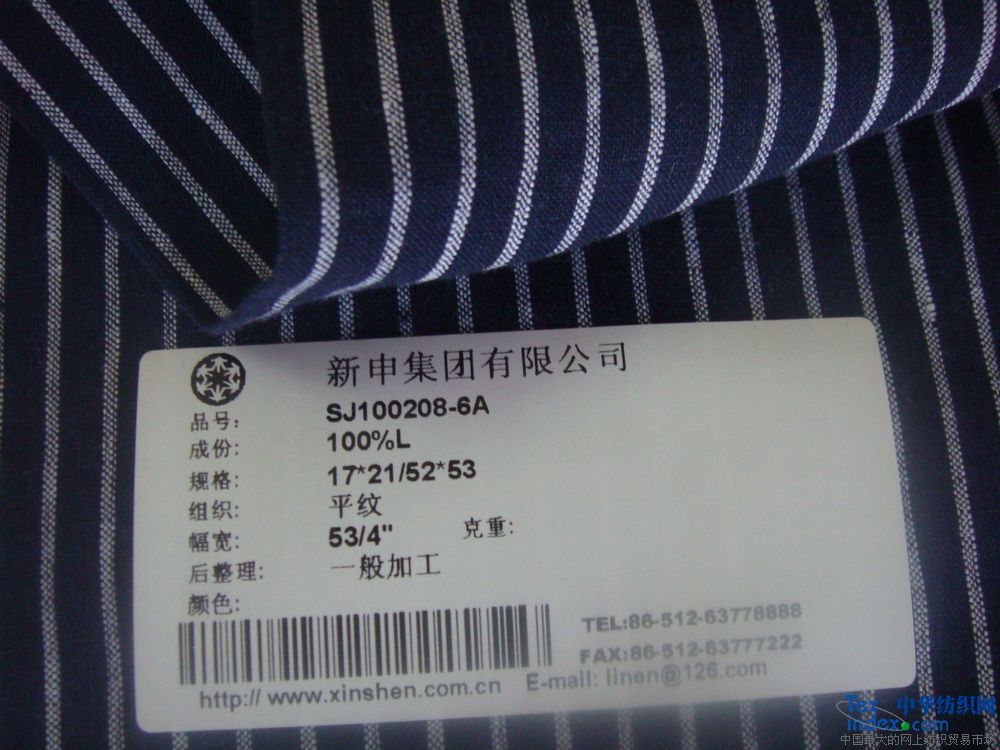 新申集团有限公司
品号: SJ100208-6A
成份: 100%L
规格: 17*21/52*53
组织: 平纹
幅宽: 53/4" 克重:
后整理: 一般加工
颜色:
TEL:86-512-63778888
FAX:86-512-63777222
http:// www.xinshen.com.cn E-mail: linen@126.com
Tex 中华纺织网
index.com
中国最大的网上纺织贸易市场